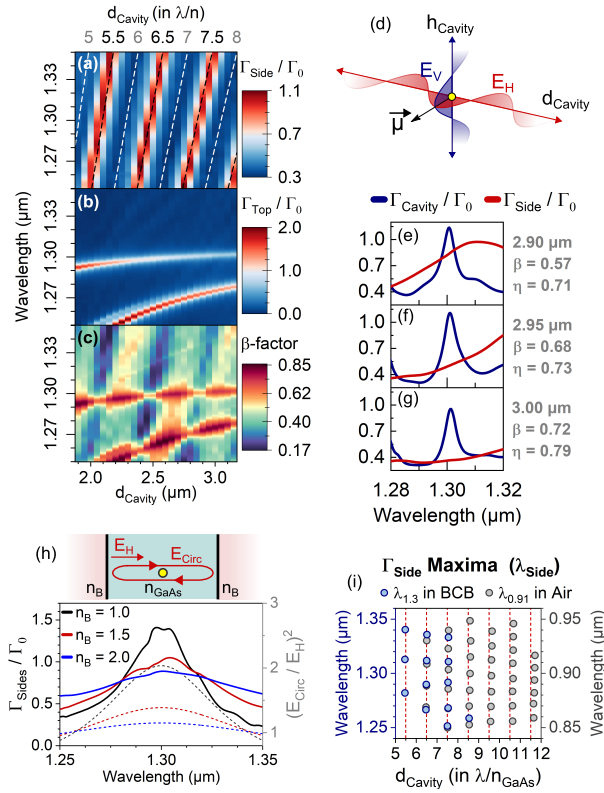 d_Cavity (in λ/n)
5 5.5 6 6.5 7 7.5 8
(a)
Γ_Side / Γ_0
1.1
0.7
0.3
1.33
1.30
1.27
(b)
Γ_Top / Γ_0
2.0
1.0
0.0
1.33
1.30
1.27
(c)
β-factor
0.85
0.62
0.40
0.17
1.33
1.30
1.27
Wavelength (µm)
2.0 2.5 3.0
d_Cavity (µm)
(d)
h_Cavity
E_V
E_H
d_Cavity
μ
Γ_Cavity / Γ_0 Γ_Side / Γ_0
(e)
1.0
0.7
0.4
2.90 µm
β = 0.57
η = 0.71
(f)
1.0
0.7
0.4
2.95 µm
β = 0.68
η = 0.73
(g)
1.0
0.7
0.4
3.00 µm
β = 0.72
η = 0.79
1.28 1.30 1.32
Wavelength (µm)
(h)
E_H
E_Circ
n_B n_GaAs n_B
n_B = 1.0
n_B = 1.5
n_B = 2.0
Γ_Sides / Γ_0
1.5
1.0
0.5
0.0
3
2
1
(E_Circ / E_H)^2
1.25 1.30 1.35
Wavelength (µm)
Γ_Side Maxima (λ_Side)
(i)
λ_1.3 in BCB λ_0.91 in Air
Wavelength (µm)
1.36
1.33
1.29
1.25
0.95
0.90
0.85
Wavelength (µm)
5 6 7 8 9 10 11 12
d_Cavity (in λ/n_GaAs)